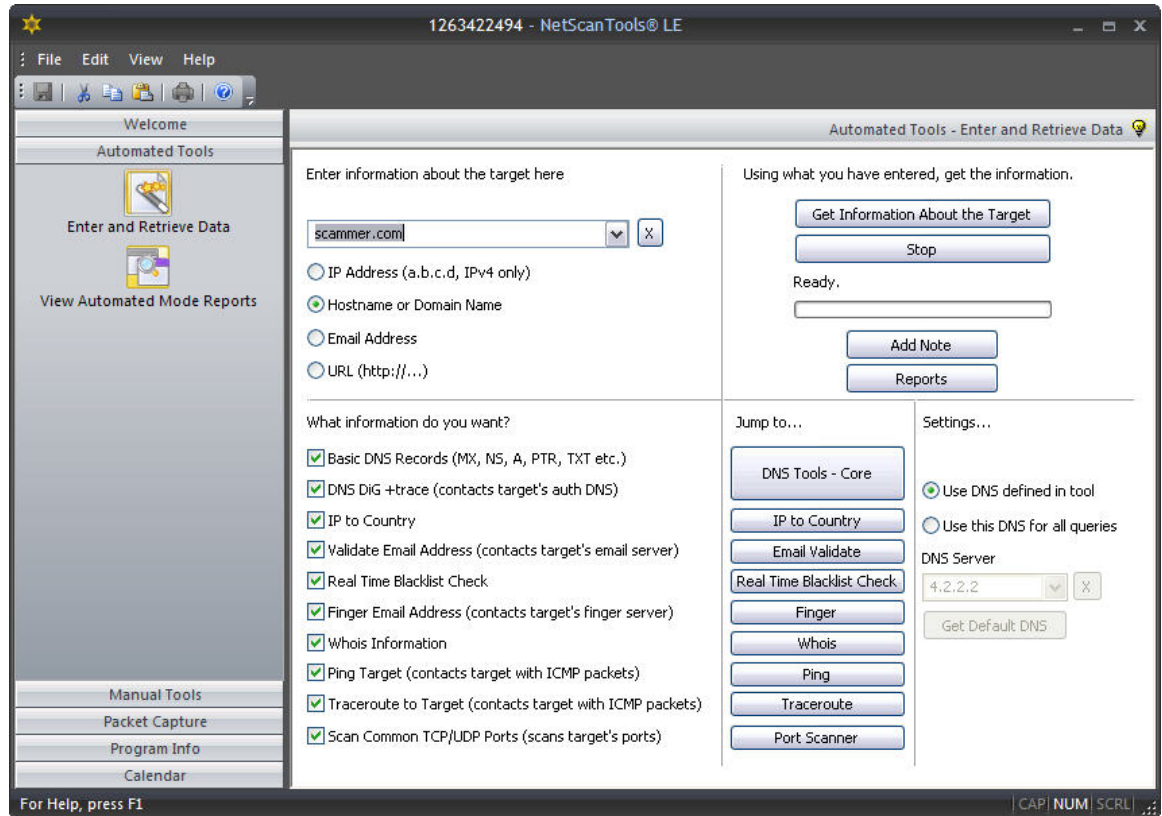 1263422494 - NetScanTools® LE
File Edit View Help
Welcome
Automated Tools
Enter and Retrieve Data
View Automated Mode Reports
Manual Tools
Packet Capture
Program Info
Calendar
Automated Tools - Enter and Retrieve Data
Enter information about the target here
scammer.com
X
IP Address (a.b.c.d, IPv4 only)
Hostname or Domain Name
Email Address
URL (http://...)
Using what you have entered, get the information.
Get Information About the Target
Stop
Ready.
Add Note
Reports
What information do you want?
Basic DNS Records (MX, NS, A, PTR, TXT etc.)
DNS DiG +trace (contacts target's auth DNS)
IP to Country
Validate Email Address (contacts target's email server)
Real Time Blacklist Check
Finger Email Address (contacts target's finger server)
Whois Information
Ping Target (contacts target with ICMP packets)
Traceroute to Target (contacts target with ICMP packets)
Scan Common TCP/UDP Ports (scans target's ports)
Jump to...
DNS Tools - Core
IP to Country
Email Validate
Real Time Blacklist Check
Finger
Whois
Ping
Traceroute
Port Scanner
Settings...
Use DNS defined in tool
Use this DNS for all queries
DNS Server
4.2.2.2
X
Get Default DNS
For Help, press F1
CAP NUM SCRL